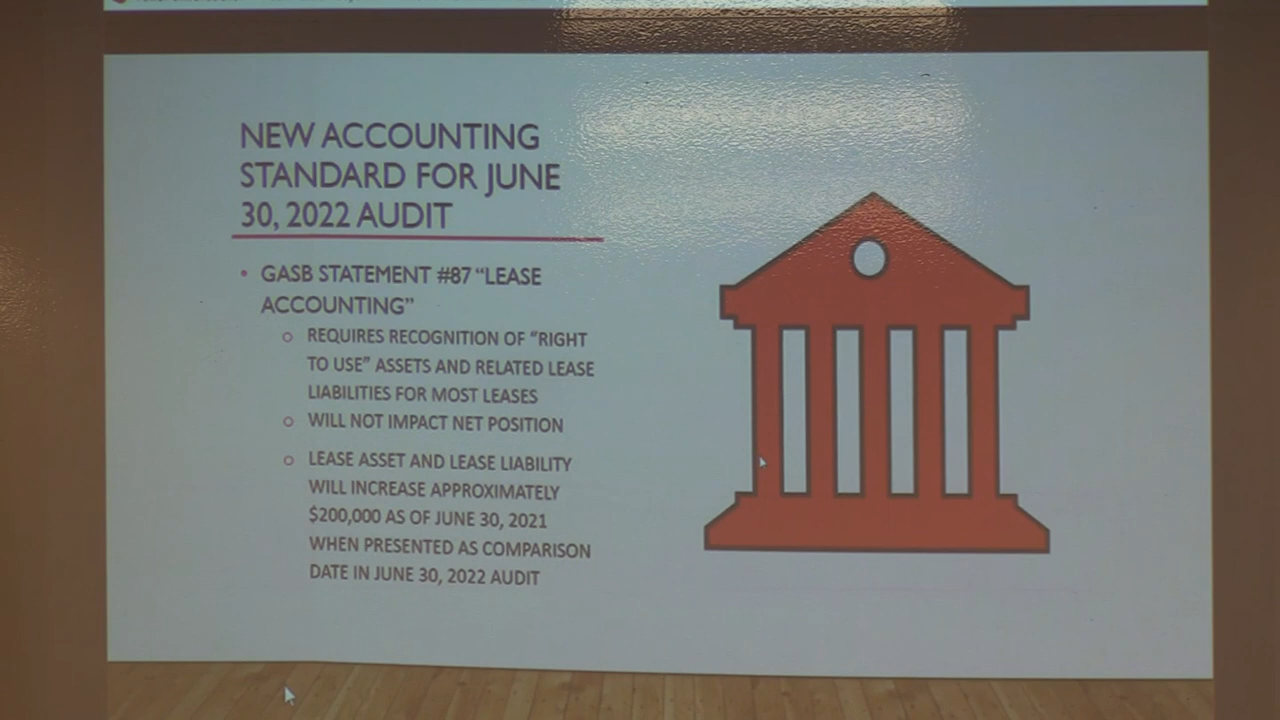 NEW ACCOUNTING
STANDARD FOR JUNE
30, 2022 AUDIT
• GASB STATEMENT #87 “LEASE
ACCOUNTING”
o REQUIRES RECOGNITION OF “RIGHT
TO USE” ASSETS AND RELATED LEASE
LIABILITIES FOR MOST LEASES
o WILL NOT IMPACT NET POSITION
o LEASE ASSET AND LEASE LIABILITY
WILL INCREASE APPROXIMATELY
$200,000 AS OF JUNE 30, 2021
WHEN PRESENTED AS COMPARISON
DATE IN JUNE 30, 2022 AUDIT